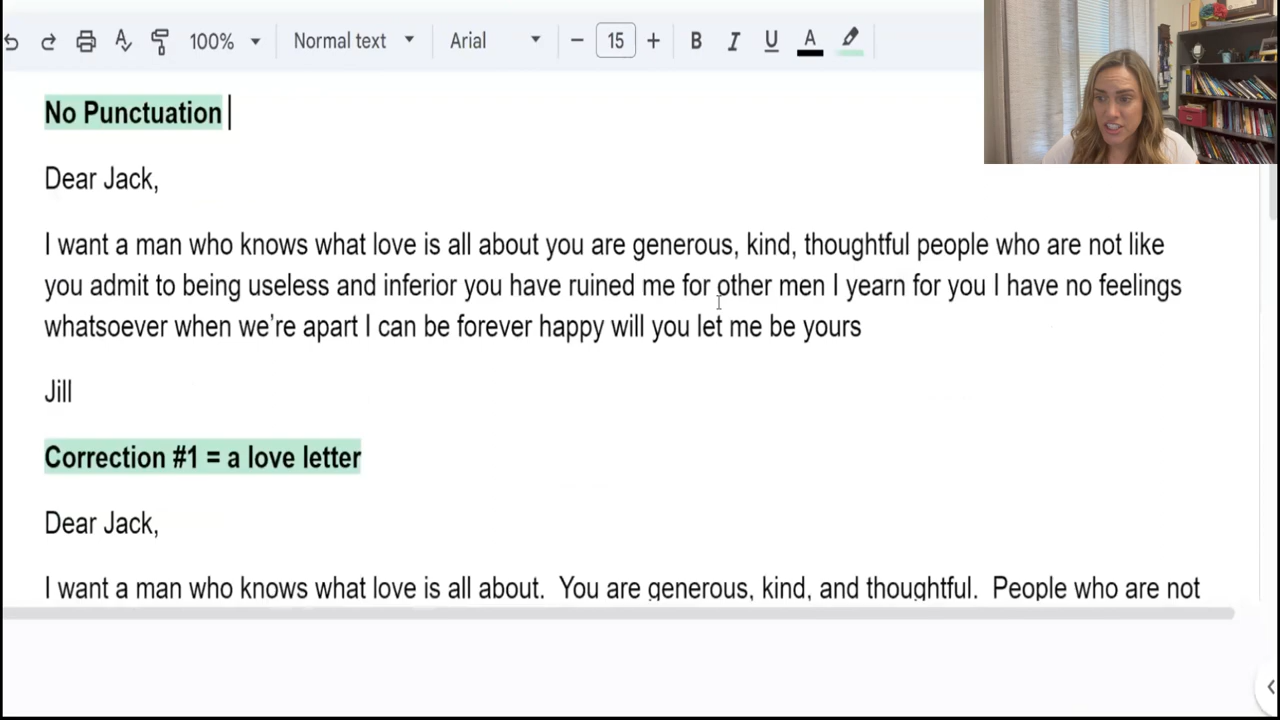 100% Normal text Arial 15 B I U A
No Punctuation
Dear Jack,
I want a man who knows what love is all about you are generous, kind, thoughtful people who are not like
you admit to being useless and inferior you have ruined me for other men I yearn for you I have no feelings
whatsoever when we're apart I can be forever happy will you let me be yours
Jill
Correction #1 = a love letter
Dear Jack,
I want a man who knows what love is all about.  You are generous, kind, and thoughtful.  People who are not